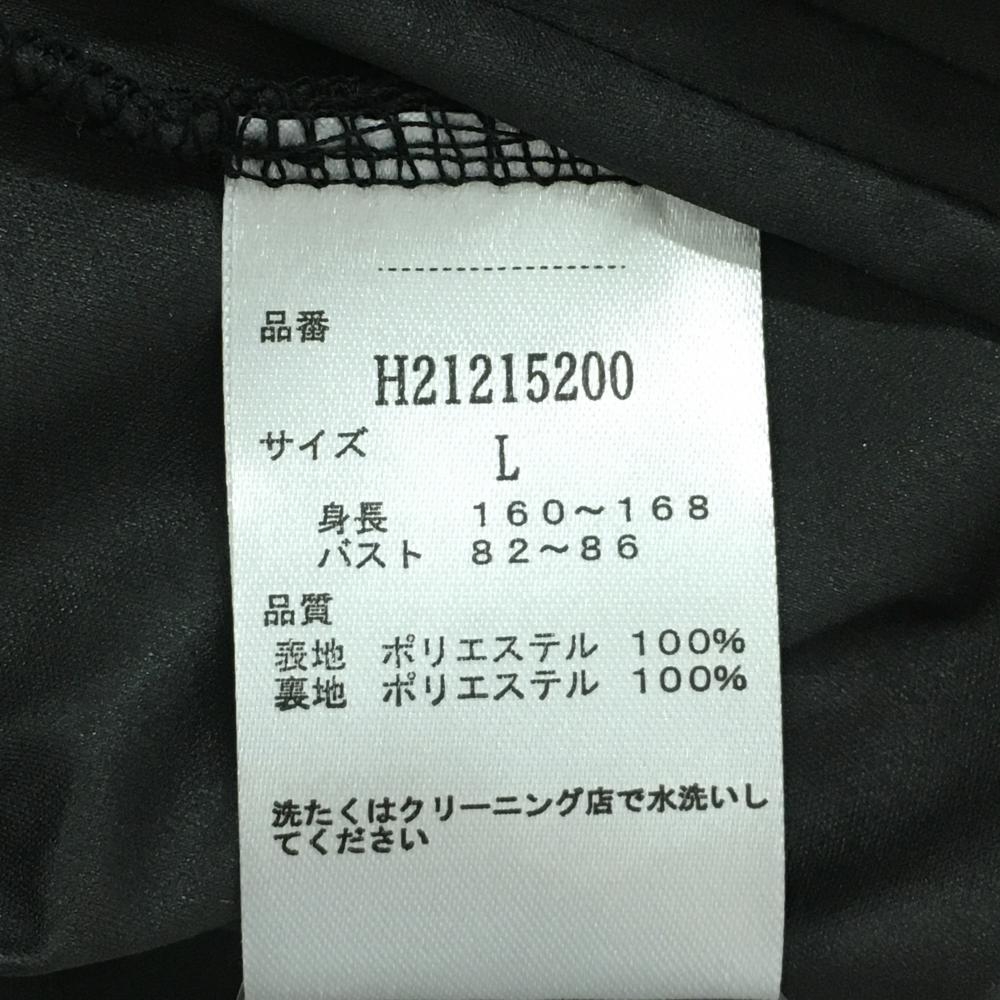 品番
H21215200
サイズ L
身長 160～168
バスト 82～86
品質
表地 ポリエステル 100%
裏地 ポリエステル 100%
洗たくはクリーニング店で水洗いし
てください